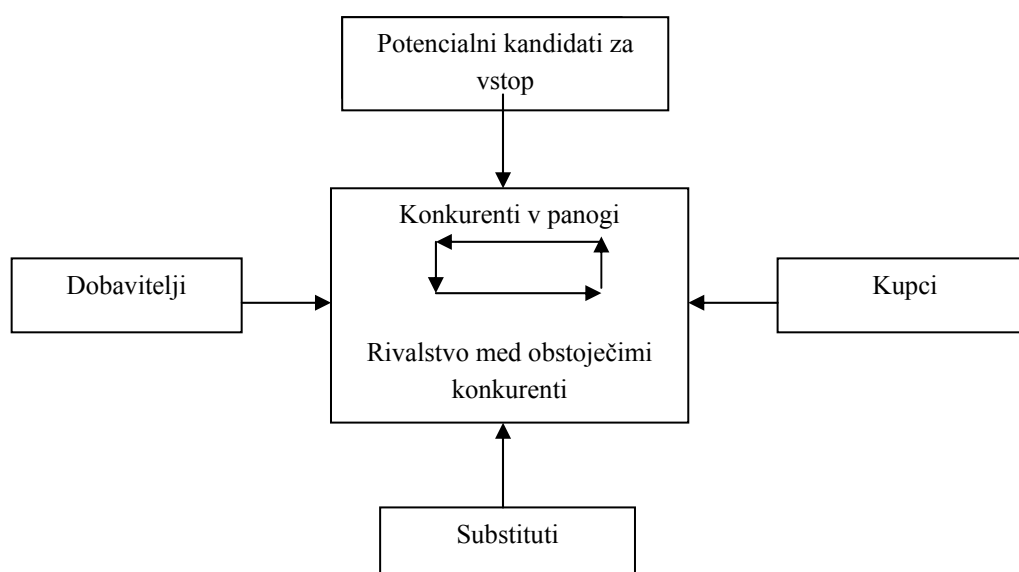 Potencialni kandidati za
vstop
Konkurenti v panogi
Dobavitelji
Kupci
Rivalstvo med obstoječimi
konkurenti
Substituti